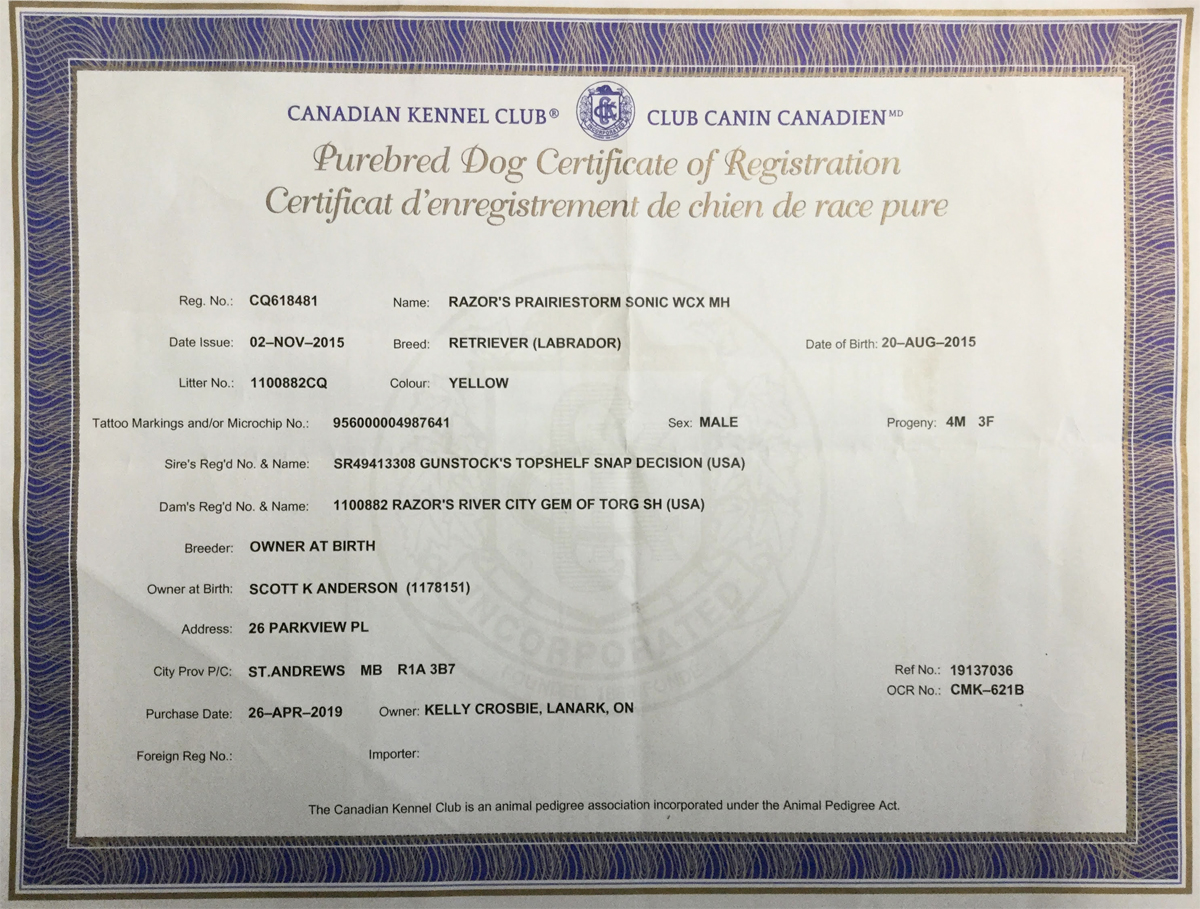 CANADIAN KENNEL CLUB® CLUB CANIN CANADIEN MD
Purebred Dog Certificate of Registration
Certificat d'enregistrement de chien de race pure
Reg. No.: CQ618481 Name: RAZOR'S PRAIRIESTORM SONIC WCX MH
Date Issue: 02–NOV–2015 Breed: RETRIEVER (LABRADOR) Date of Birth: 20–AUG–2015
Litter No.: 1100882CQ Colour: YELLOW
Tattoo Markings and/or Microchip No.: 956000004987641 Sex: MALE Progeny: 4M 3F
Sire's Reg'd No. & Name: SR49413308 GUNSTOCK'S TOPSHELF SNAP DECISION (USA)
Dam's Reg'd No. & Name: 1100882 RAZOR'S RIVER CITY GEM OF TORG SH (USA)
Breeder: OWNER AT BIRTH
Owner at Birth: SCOTT K ANDERSON (1178151)
Address: 26 PARKVIEW PL
City Prov P/C: ST.ANDREWS MB R1A 3B7 Ref No.: 19137036
OCR No.: CMK–621B
Purchase Date: 26–APR–2019 Owner: KELLY CROSBIE, LANARK, ON
Foreign Reg No.: Importer:
The Canadian Kennel Club is an animal pedigree association incorporated under the Animal Pedigree Act.
INCORPORATED